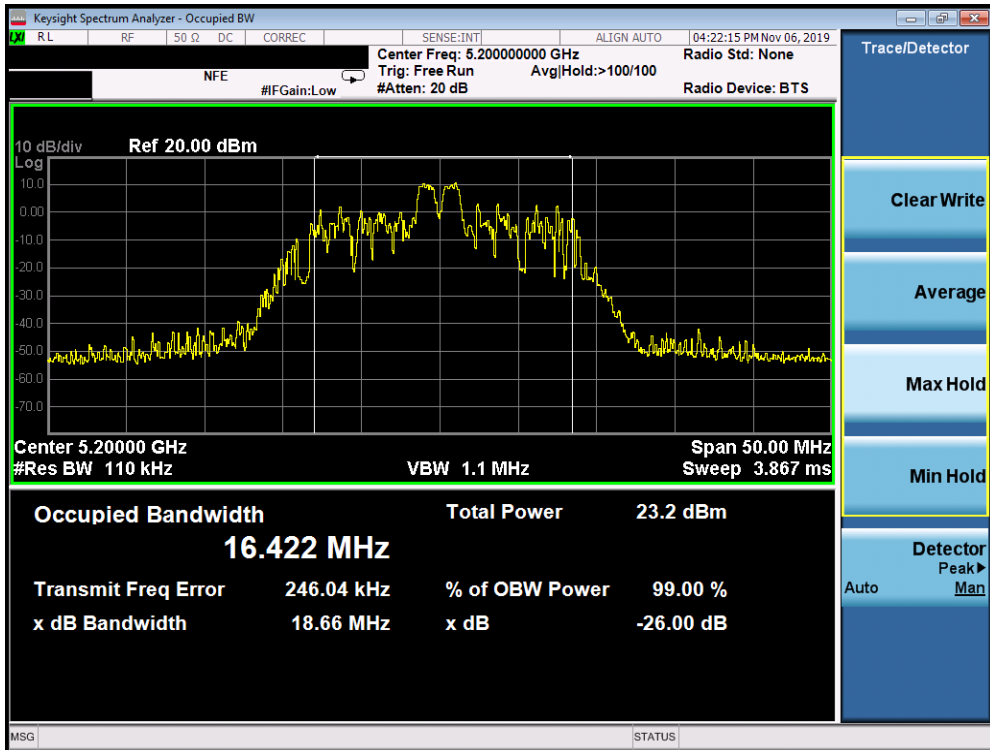 Keysight Spectrum Analyzer - Occupied BW
LXI RL RF 50 Ω DC CORREC SENSE:INT ALIGN AUTO 04:22:15 PM Nov 06, 2019
Center Freq: 5.200000000 GHz Radio Std: None
NFE Trig: Free Run Avg|Hold:>100/100
#IFGain:Low #Atten: 20 dB Radio Device: BTS
10 dB/div Ref 20.00 dBm
Log
10.0
0.00
-10.0
-20.0
-30.0
-40.0
-50.0
-60.0
-70.0
Center 5.20000 GHz Span 50.00 MHz
#Res BW 110 kHz VBW 1.1 MHz Sweep 3.867 ms
Occupied Bandwidth Total Power 23.2 dBm
16.422 MHz
Transmit Freq Error 246.04 kHz % of OBW Power 99.00 %
x dB Bandwidth 18.66 MHz x dB -26.00 dB
Trace/Detector
Clear Write
Average
Max Hold
Min Hold
Detector
Peak▶
Auto Man
MSG STATUS